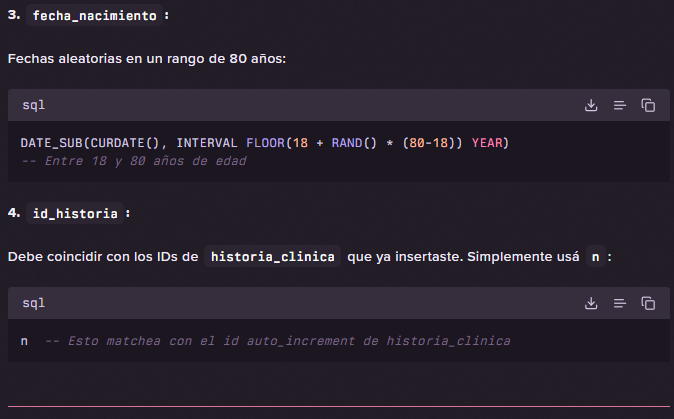 3. fecha_nacimiento :
Fechas aleatorias en un rango de 80 años:
sql
DATE_SUB(CURDATE(), INTERVAL FLOOR(18 + RAND() * (80-18)) YEAR)
-- Entre 18 y 80 años de edad
4. id_historia :
Debe coincidir con los IDs de historia_clinica que ya insertaste. Simplemente usá n :
sql
n  -- Esto matchea con el id auto_increment de historia_clinica